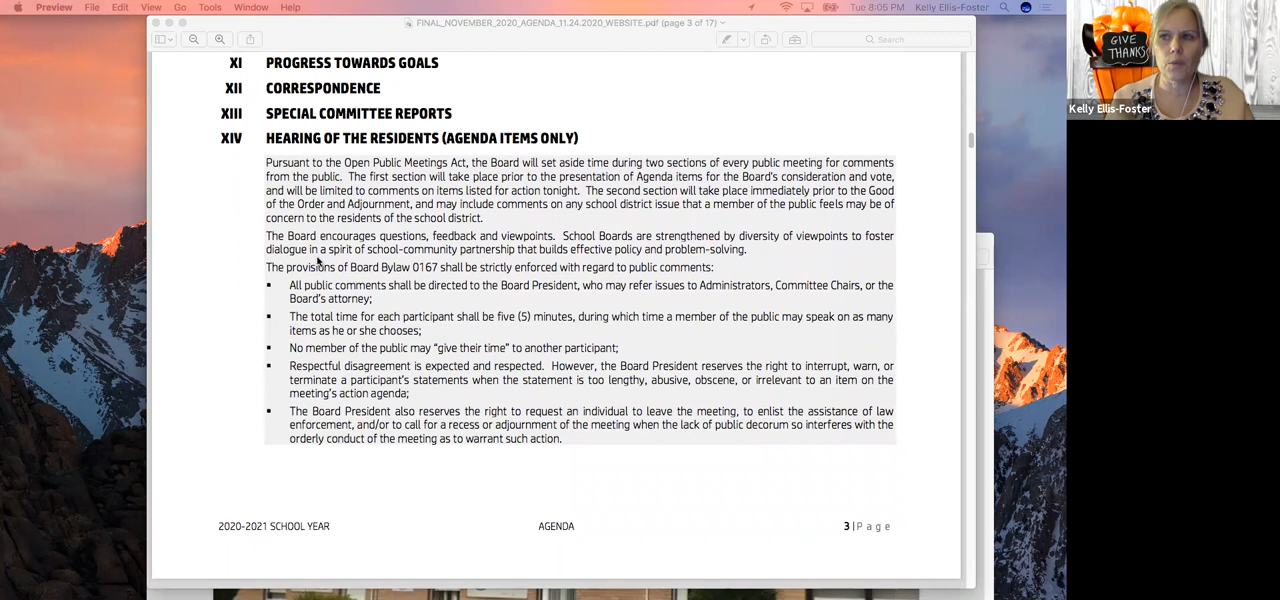 Preview File Edit View Go Tools Window Help Tue 8:05 PM Kelly Ellis-Foster
FINAL_NOVEMBER_2020_AGENDA_11.24.2020_WEBSITE.pdf (page 3 of 17)
Search
GIVE
THANKS
Kelly Ellis-Foster
XI PROGRESS TOWARDS GOALS
XII CORRESPONDENCE
XIII SPECIAL COMMITTEE REPORTS
XIV HEARING OF THE RESIDENTS (AGENDA ITEMS ONLY)
Pursuant to the Open Public Meetings Act, the Board will set aside time during two sections of every public meeting for comments
from the public. The first section will take place prior to the presentation of Agenda items for the Board's consideration and vote,
and will be limited to comments on items listed for action tonight. The second section will take place immediately prior to the Good
of the Order and Adjournment, and may include comments on any school district issue that a member of the public feels may be of
concern to the residents of the school district.
The Board encourages questions, feedback and viewpoints. School Boards are strengthened by diversity of viewpoints to foster
dialogue in a spirit of school-community partnership that builds effective policy and problem-solving.
The provisions of Board Bylaw 0167 shall be strictly enforced with regard to public comments:
▪ All public comments shall be directed to the Board President, who may refer issues to Administrators, Committee Chairs, or the
Board's attorney;
▪ The total time for each participant shall be five (5) minutes, during which time a member of the public may speak on as many
items as he or she chooses;
▪ No member of the public may "give their time" to another participant;
▪ Respectful disagreement is expected and respected. However, the Board President reserves the right to interrupt, warn, or
terminate a participant's statements when the statement is too lengthy, abusive, obscene, or irrelevant to an item on the
meeting's action agenda;
▪ The Board President also reserves the right to request an individual to leave the meeting, to enlist the assistance of law
enforcement, and/or to call for a recess or adjournment of the meeting when the lack of public decorum so interferes with the
orderly conduct of the meeting as to warrant such action.
2020-2021 SCHOOL YEAR AGENDA 3 | P a g e